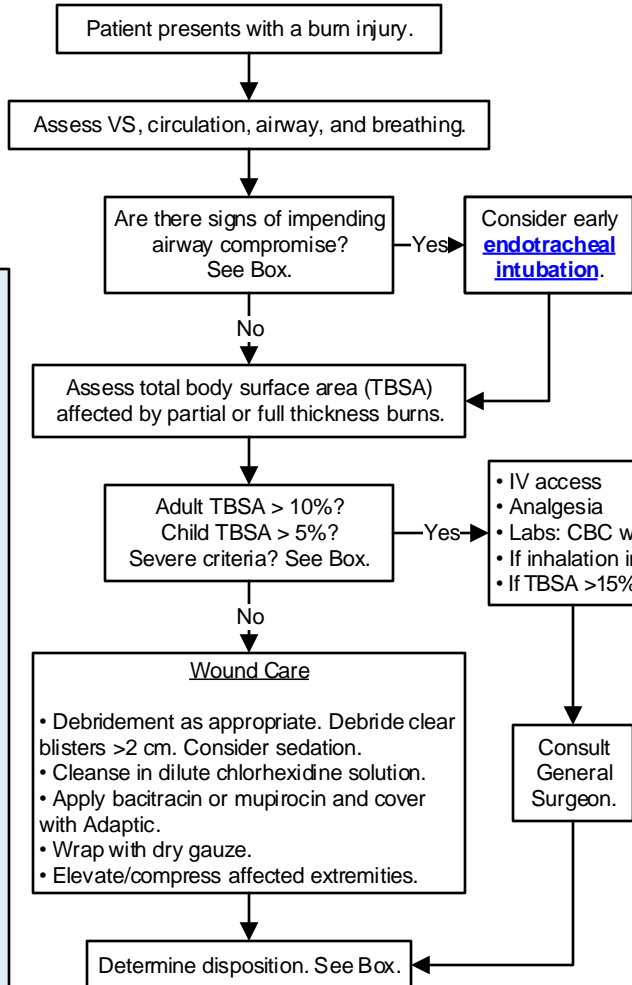 Patient presents with a burn injury.
Assess VS, circulation, airway, and breathing.
Are there signs of impending
airway compromise?
See Box.
Yes
Consider early
endotracheal
intubation.
No
Assess total body surface area (TBSA)
affected by partial or full thickness burns.
Adult TBSA > 10%?
Child TBSA > 5%?
Severe criteria? See Box.
Yes
• IV access
• Analgesia
• Labs: CBC
• If inhalation
• If TBSA >15%
No
Wound Care
• Debridement as appropriate. Debride clear
blisters >2 cm. Consider sedation.
• Cleanse in dilute chlorhexidine solution.
• Apply bacitracin or mupirocin and cover
with Adaptic.
• Wrap with dry gauze.
• Elevate/compress affected extremities.
Consult
General
Surgeon.
Determine disposition. See Box.